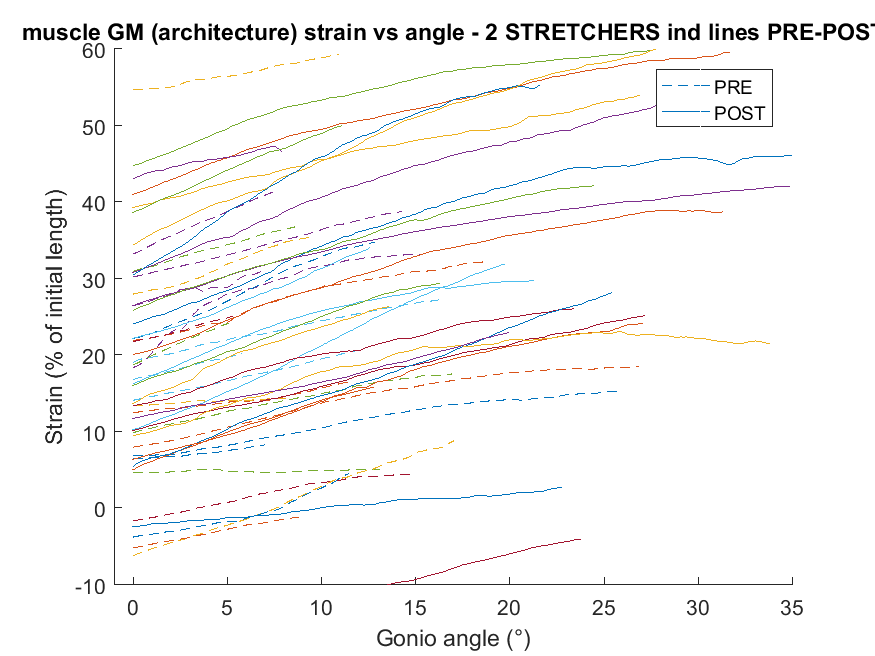 muscle GM (architecture) strain vs angle - 2 STRETCHERS ind lines PRE-POST
60
50
40
30
20
10
0
-10
Strain (% of initial length)
PRE
POST
0 5 10 15 20 25 30 35
Gonio angle (°)